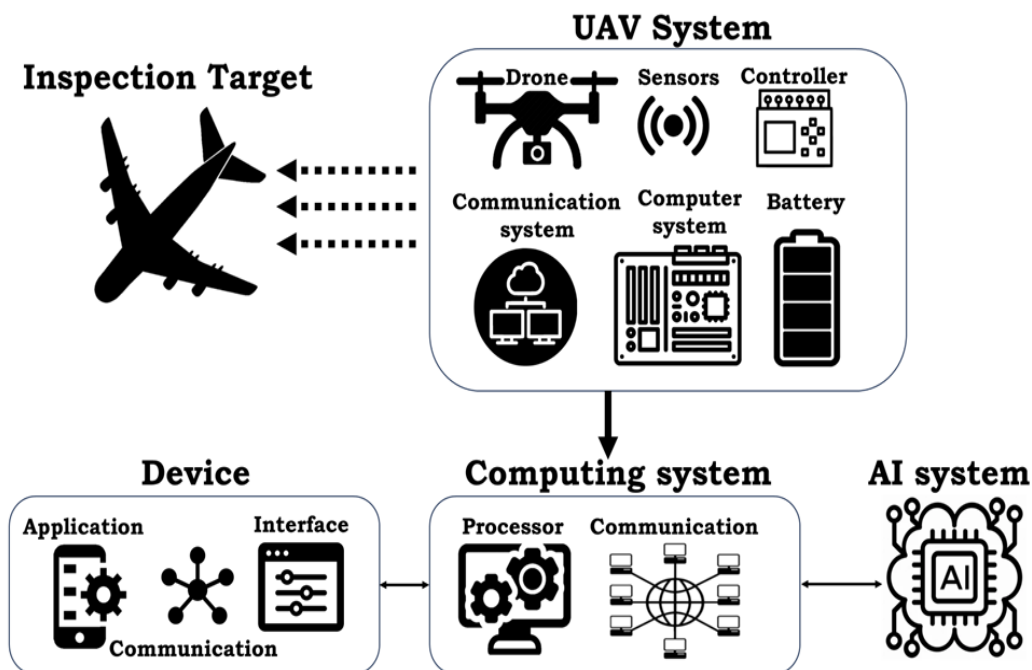 UAV System
Inspection Target
Drone
Sensors
Controller
Communication
system
Computer
system
Battery
Device
Computing system
AI system
Application
Interface
Communication
Processor
Communication
AI